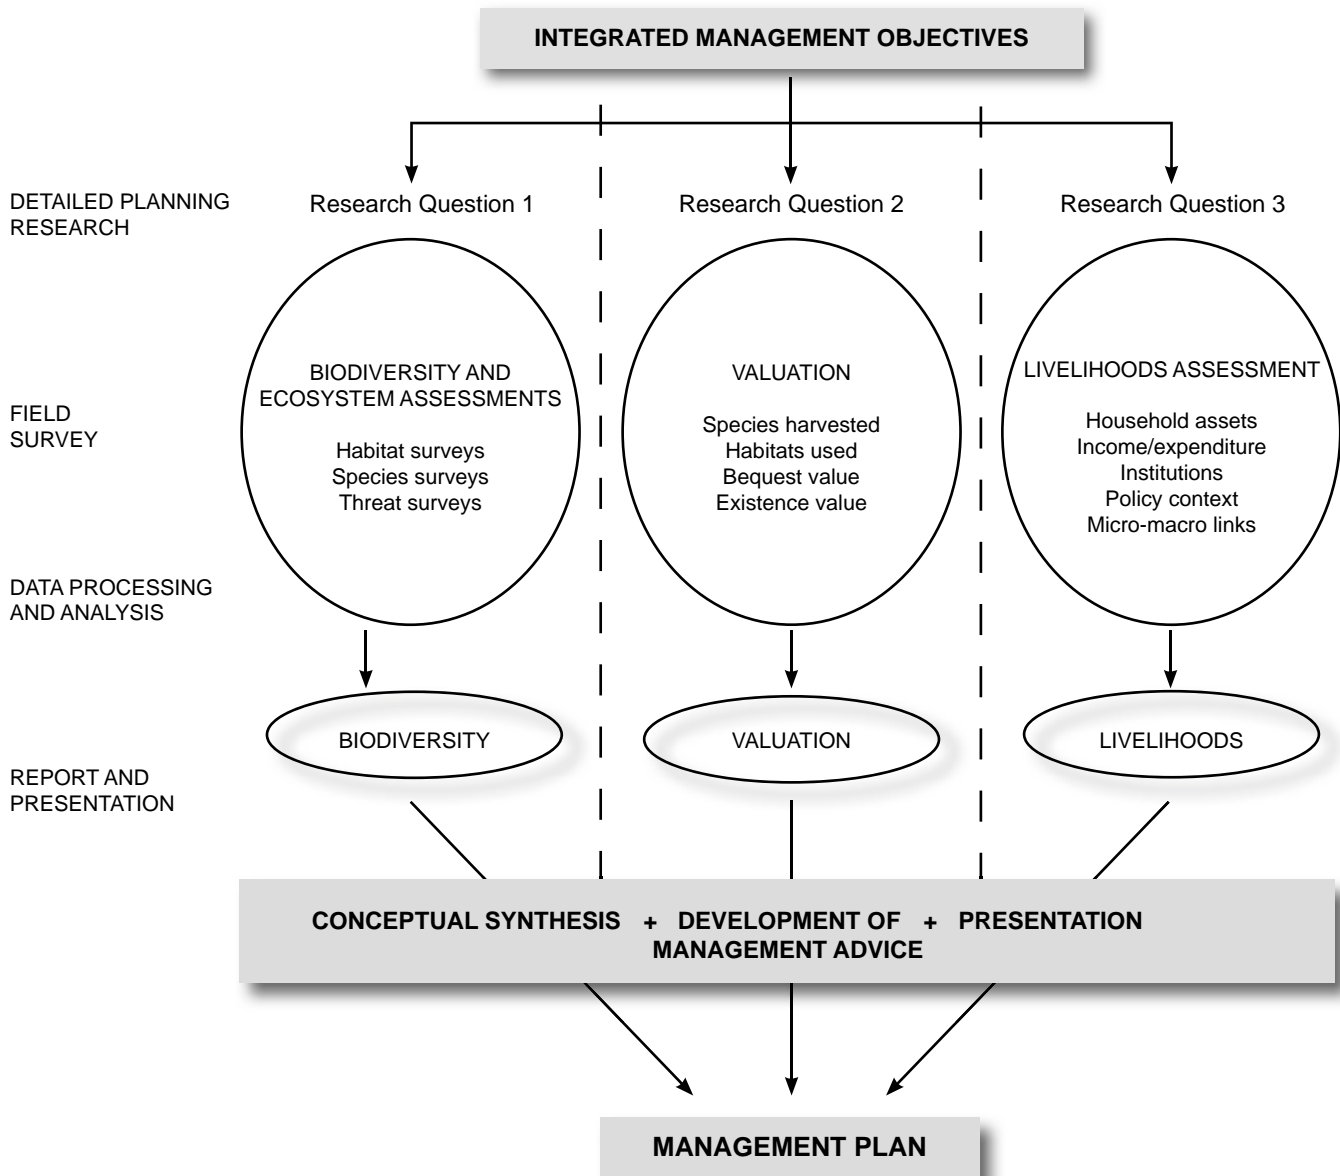 INTEGRATED MANAGEMENT OBJECTIVES
DETAILED PLANNING
RESEARCH
Research Question 1
Research Question 2
Research Question 3
FIELD
SURVEY
BIODIVERSITY AND
ECOSYSTEM ASSESSMENTS
Habitat surveys
Species surveys
Threat surveys
VALUATION
Species harvested
Habitats used
Bequest value
Existence value
LIVELIHOODS ASSESSMENT
Household assets
Income/expenditure
Institutions
Policy context
Micro-macro links
DATA PROCESSING
AND ANALYSIS
BIODIVERSITY
VALUATION
LIVELIHOODS
REPORT AND
PRESENTATION
CONCEPTUAL SYNTHESIS + DEVELOPMENT OF + PRESENTATION
MANAGEMENT ADVICE
MANAGEMENT PLAN